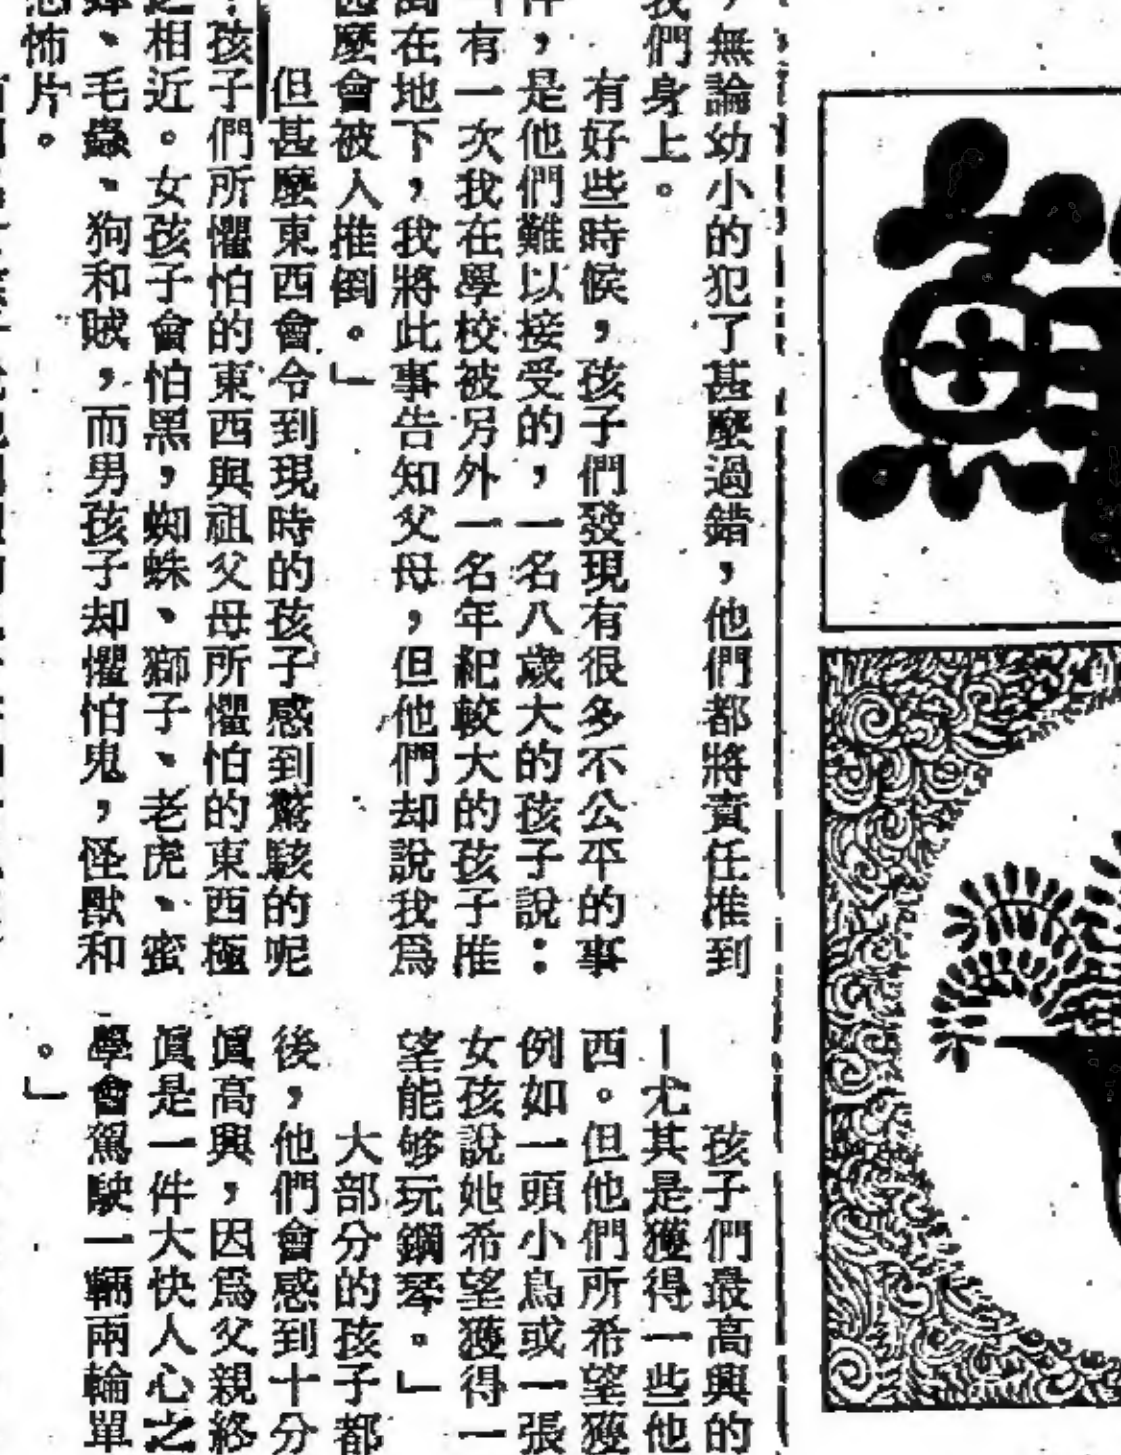 ，無論幼小的犯了甚麼過錯，他們都將責任推到
我們身上。
有好些時候，孩子們發現有很多不公平的事
件，是他們難以接受的，一名八歲大的孩子說：
有一次我在學校被另外一名年紀較大的孩子推
倒在地下，我將此事告知父母，但他們却說我爲
甚麼會被人推倒。」
但甚麼東西會令到現時的孩子感到驚駭的呢
？孩子們所懼怕的東西與祖父母所懼怕的東西極
之相近。女孩子會怕黑，蜘蛛、獅子、老虎、蜜
蜂、毛蟲、狗和賊，而男孩子却懼怕鬼，怪獸和
恐怖片。
孩子們最高興的
—尤其是獲得一些他
西。但他們所希望獲
例如一頭小鳥或一張
女孩說她希望獲得一
望能够玩鋼琴。」
大部分的孩子都
後，他們會感到十分
眞高興，因爲父親終
眞是一件大快人心之
學會駕駛一輛兩輪單
。」